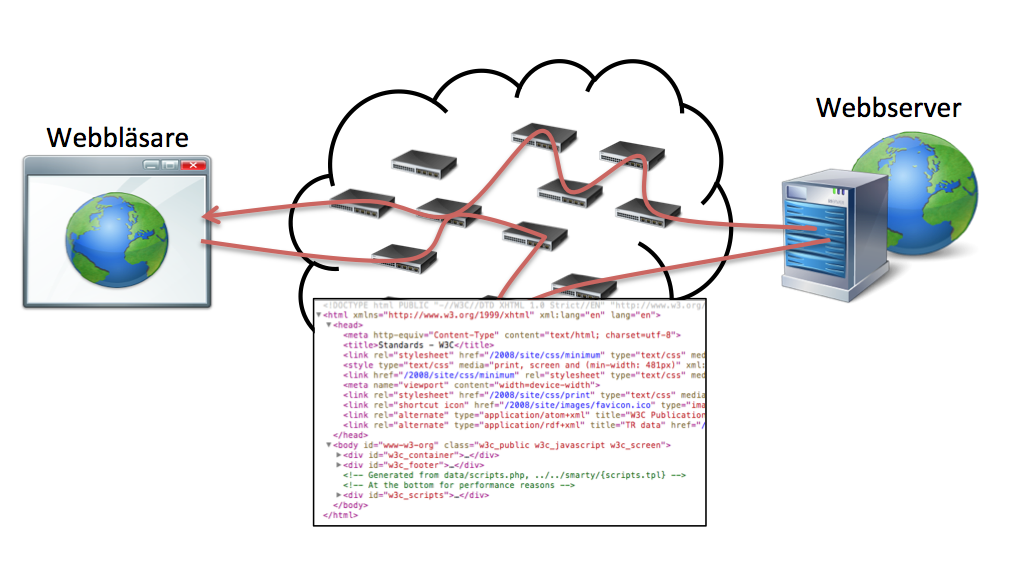 Webbläsare
Webbserver
<!DOCTYPE html PUBLIC "-//W3C//DTD XHTML 1.0 Strict//EN" "http://www.w3.org/
▼<html xmlns="http://www.w3.org/1999/xhtml" xml:lang="en" lang="en">
▼<head>
<meta http-equiv="Content-Type" content="text/html; charset=utf-8">
<title>Standards - W3C</title>
<link rel="stylesheet" href="/2008/site/css/minimum" type="text/css" med
<style type="text/css" media="print, screen and (min-width: 481px)" xml:
<link href="/2008/site/css/minimum" rel="stylesheet" type="text/css" med
<meta name="viewport" content="width=device-width">
<link rel="stylesheet" href="/2008/site/css/print" type="text/css" media
<link rel="shortcut icon" href="/2008/site/images/favicon.ico" type="ima
<link rel="alternate" type="application/atom+xml" title="W3C Publication
<link rel="alternate" type="application/rdf+xml" title="TR data" href="/
</head>
▼<body id="www-w3-org" class="w3c_public w3c_javascript w3c_screen">
▶<div id="w3c_container">…</div>
▶<div id="w3c_footer">…</div>
<!-- Generated from data/scripts.php, ../../smarty/{scripts.tpl} -->
<!-- At the bottom for performance reasons -->
▶<div id="w3c_scripts">…</div>
</body>
</html>